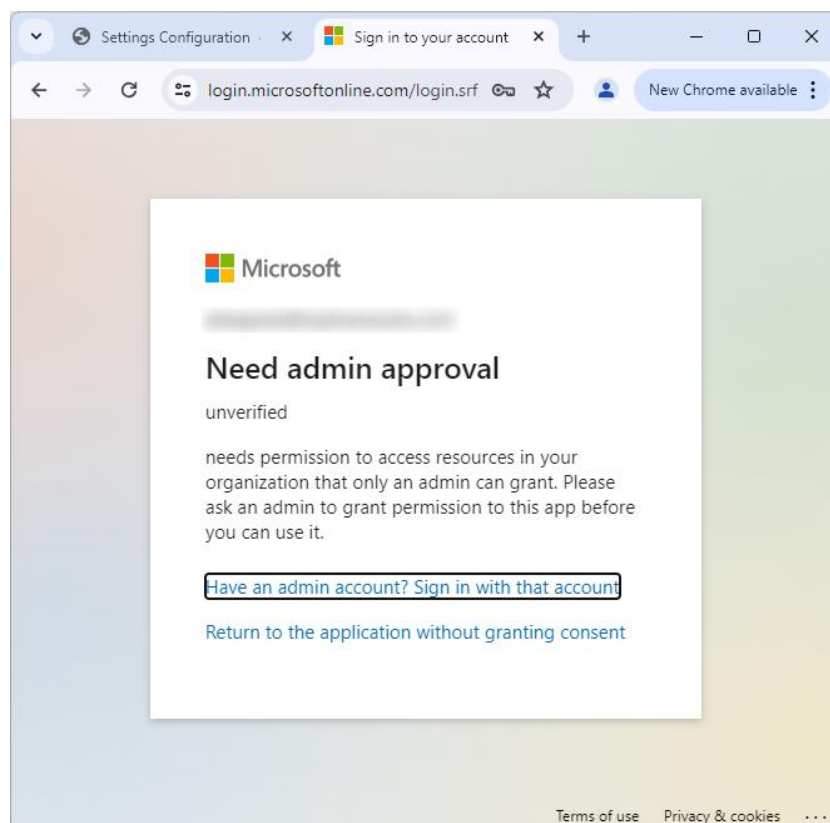 Settings Configuration
Sign in to your account
login.microsoftonline.com/login.srf
New Chrome available
Microsoft
Need admin approval
unverified
needs permission to access resources in your
organization that only an admin can grant. Please
ask an admin to grant permission to this app before
you can use it.
Have an admin account? Sign in with that account
Return to the application without granting consent
Terms of use Privacy & cookies ...